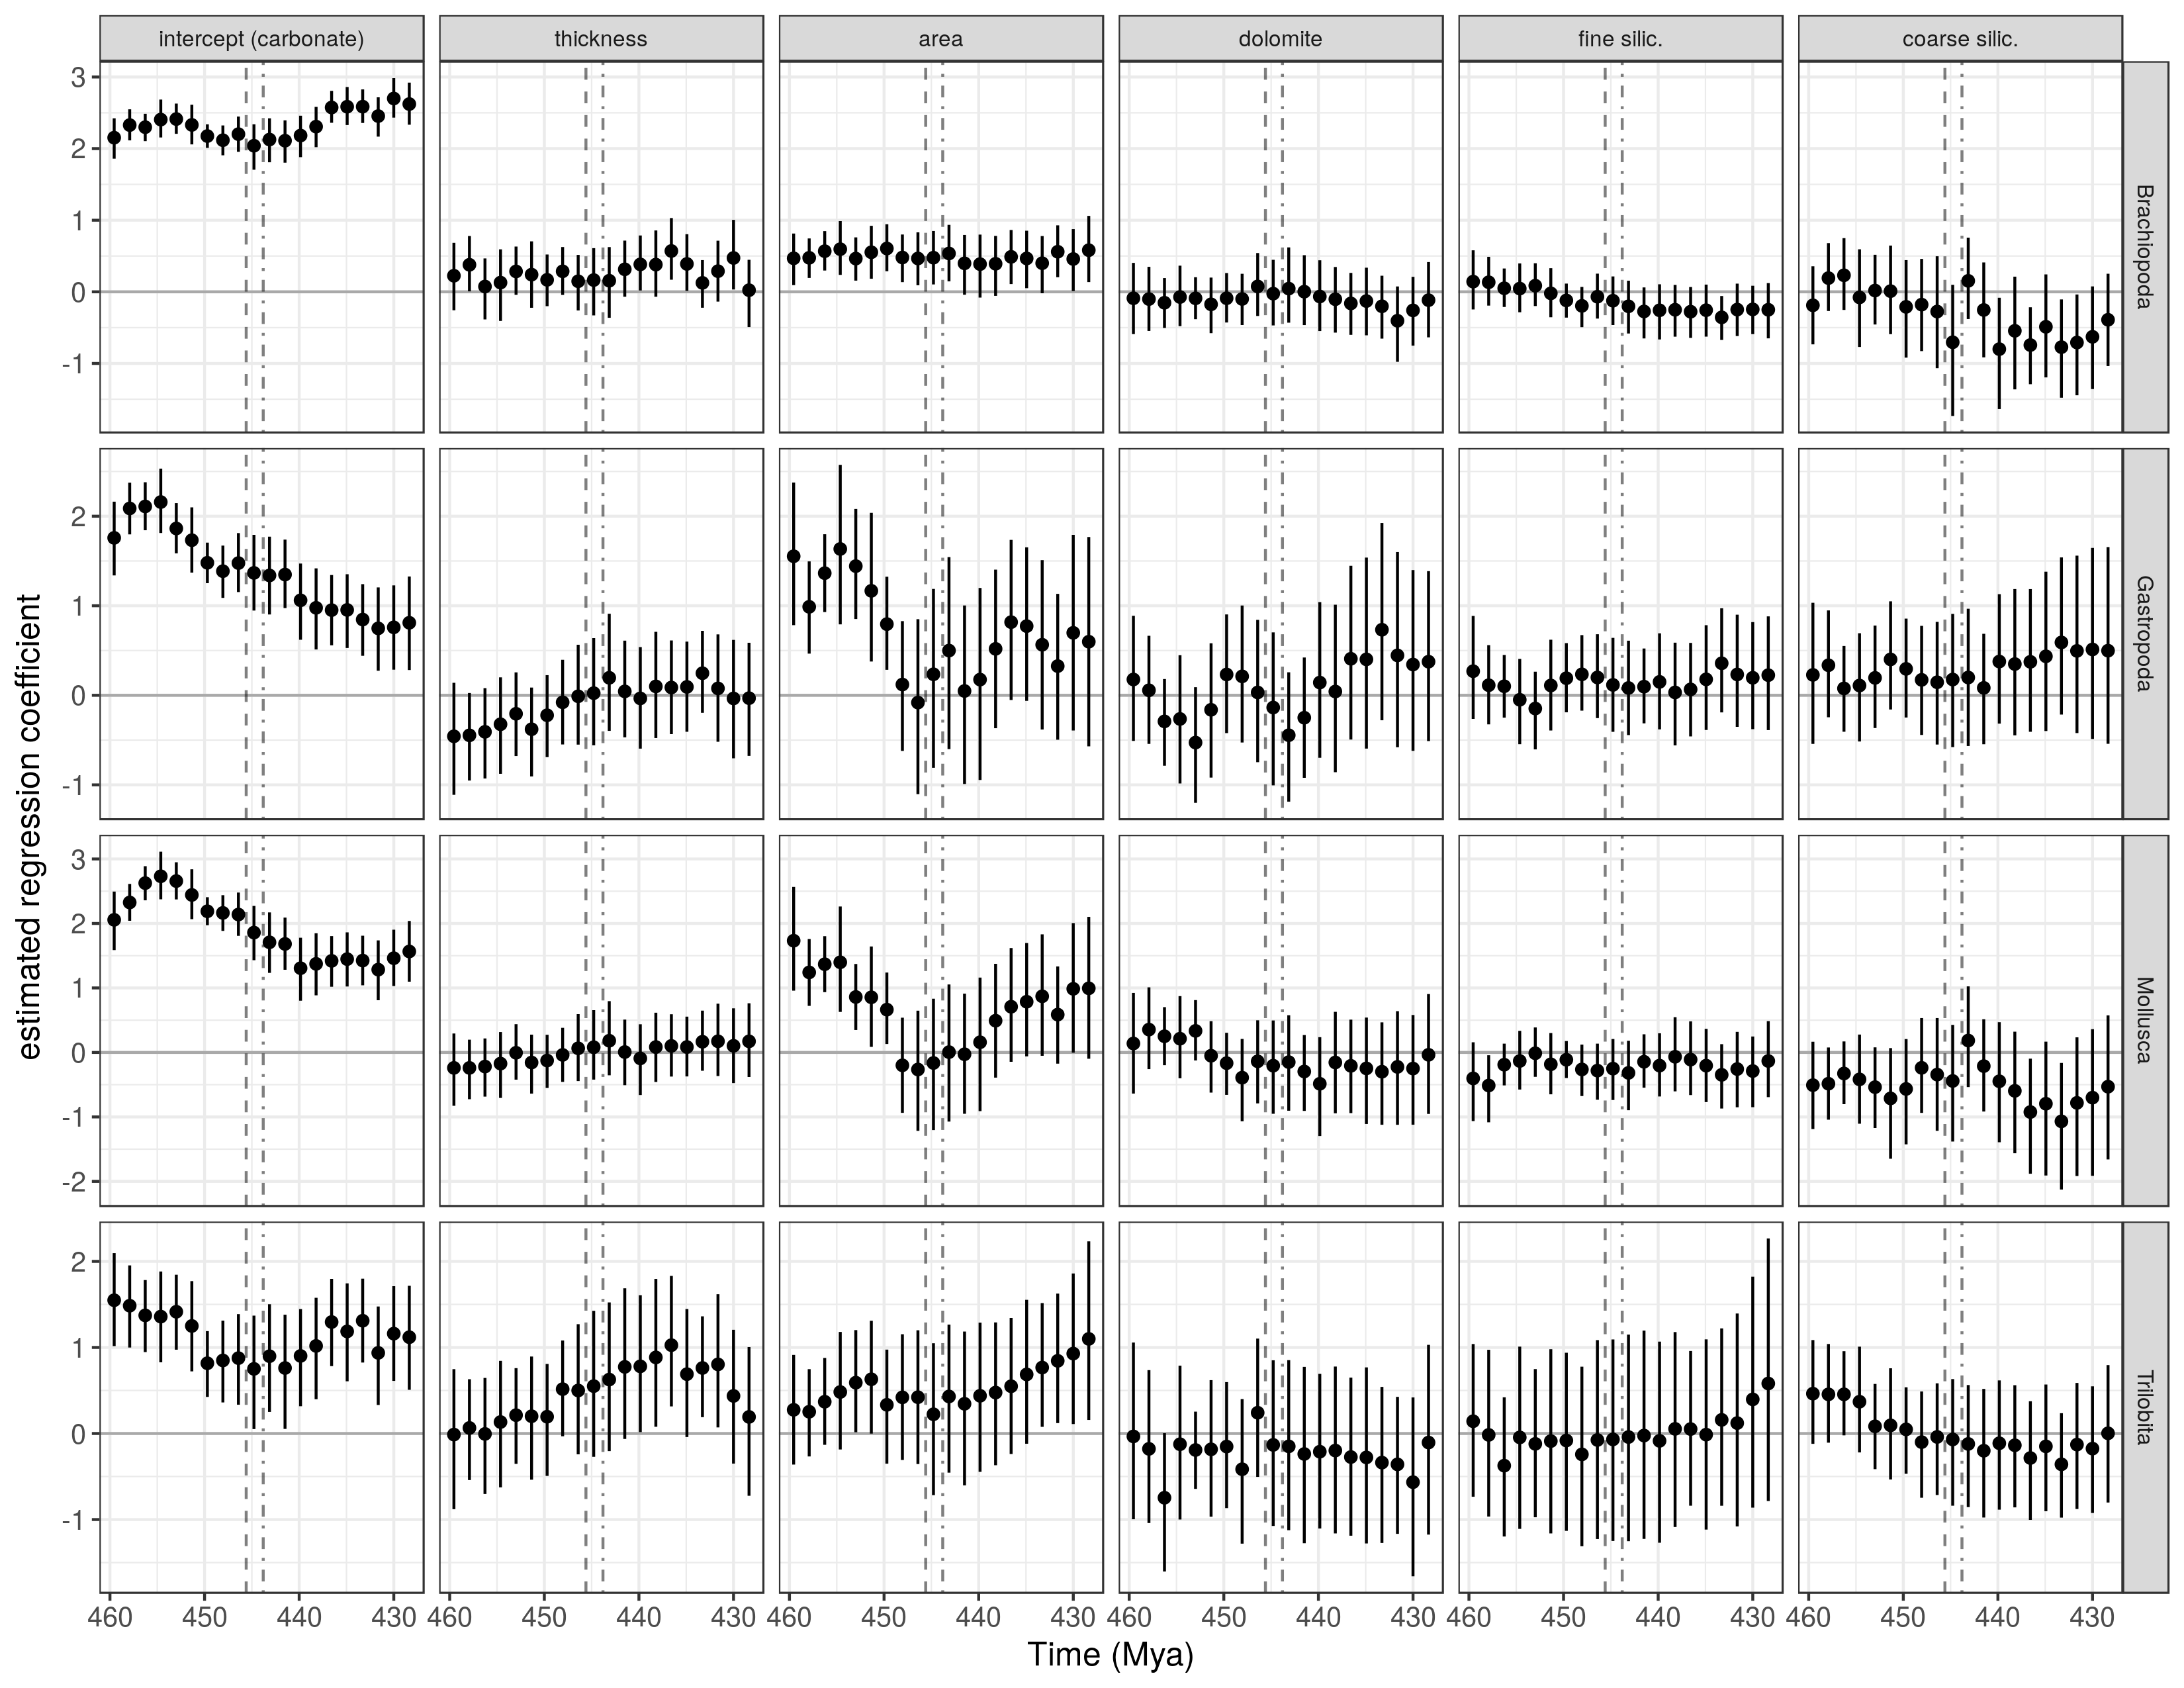 intercept (carbonate) thickness area dolomite fine silic. coarse silic.
3
2
1
0
-1
Brachiopoda
2
1
0
-1
Gastropoda
3
2
1
0
-1
-2
Mollusca
2
1
0
-1
Trilobita
estimated regression coefficient
460 450 440 430 460 450 440 430 460 450 440 430 460 450 440 430 460 450 440 430 460 450 440 430
Time (Mya)